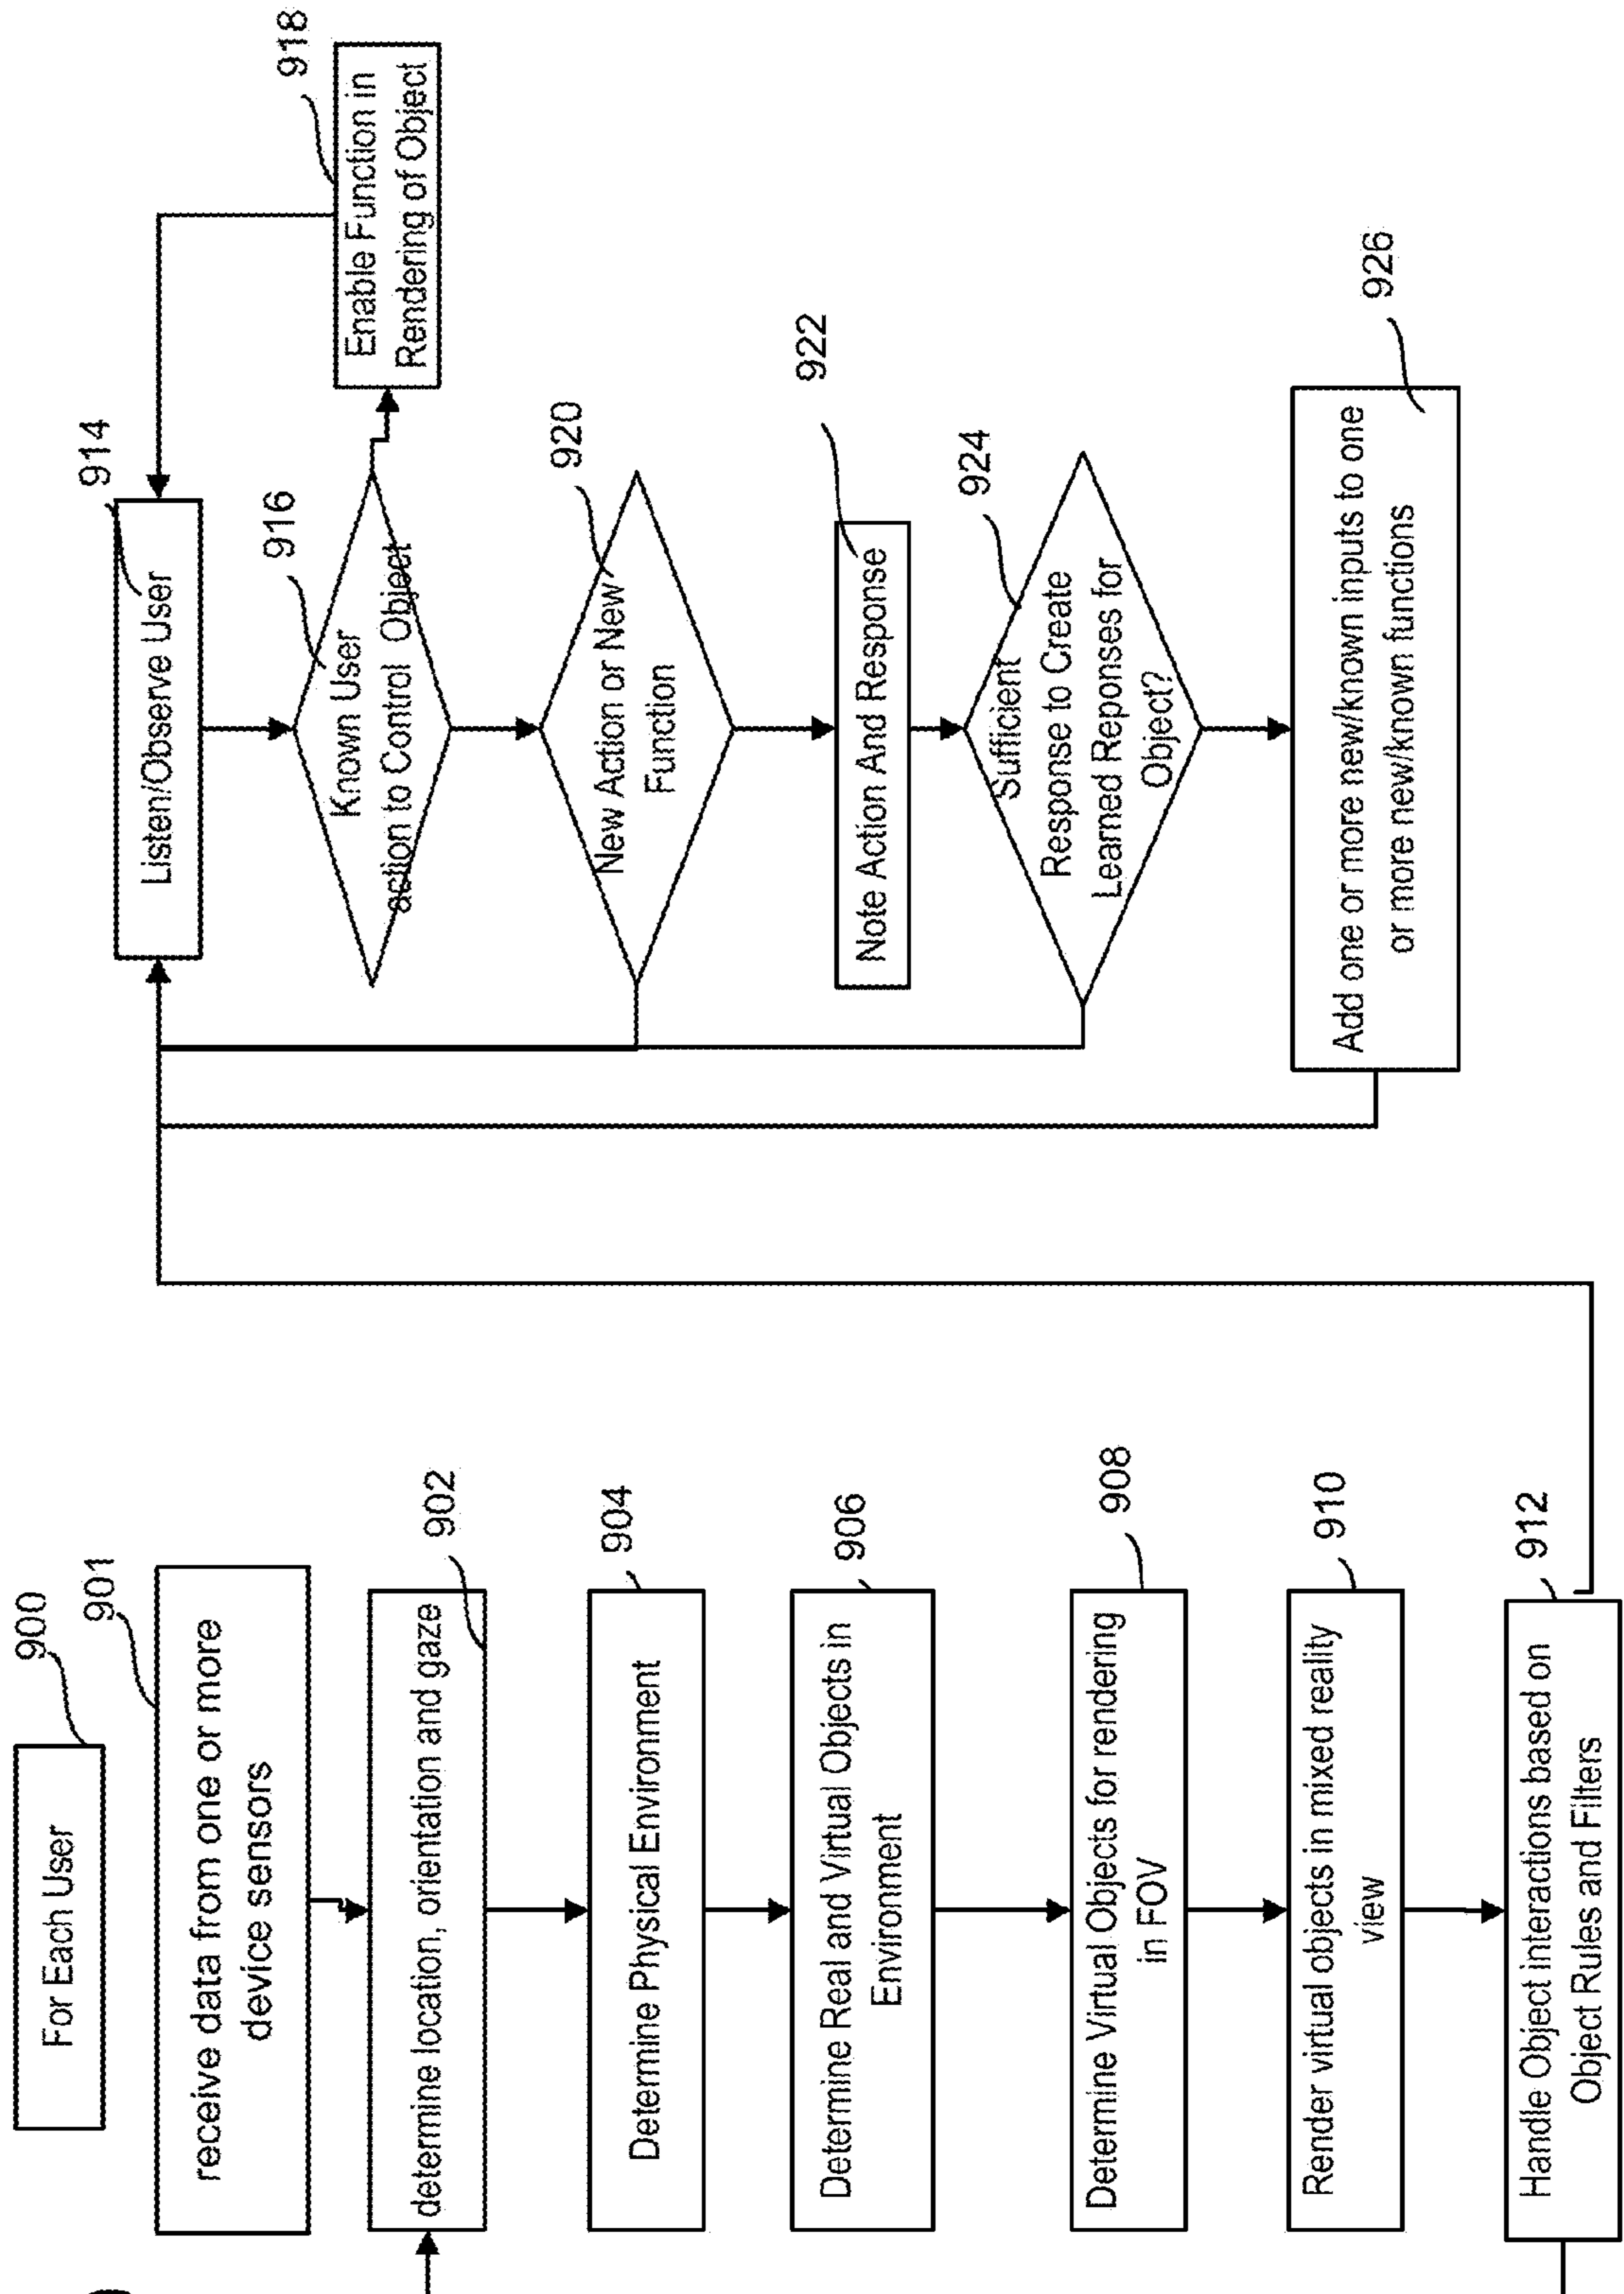 For Each User
900
901
receive data from one or more
device sensors
determine location, orientation and gaze
902
Determine Physical Environment
904
Determine Real and Virtual Objects in
Environment
906
Determine Virtual Objects for rendering
in FOV
908
Render virtual objects in mixed reality
view
910
Handle Object interactions based on
Object Rules and Filters
912
Listen/Observe User
914
Known User
action to Control Object
916
Enable Function in
Rendering of Object
918
New Action or New
Function
920
Note Action And Response
922
Sufficient
Response to Create
Learned Reponses for
Object?
924
Add one or more new/known inputs to one
or more new/known functions
926